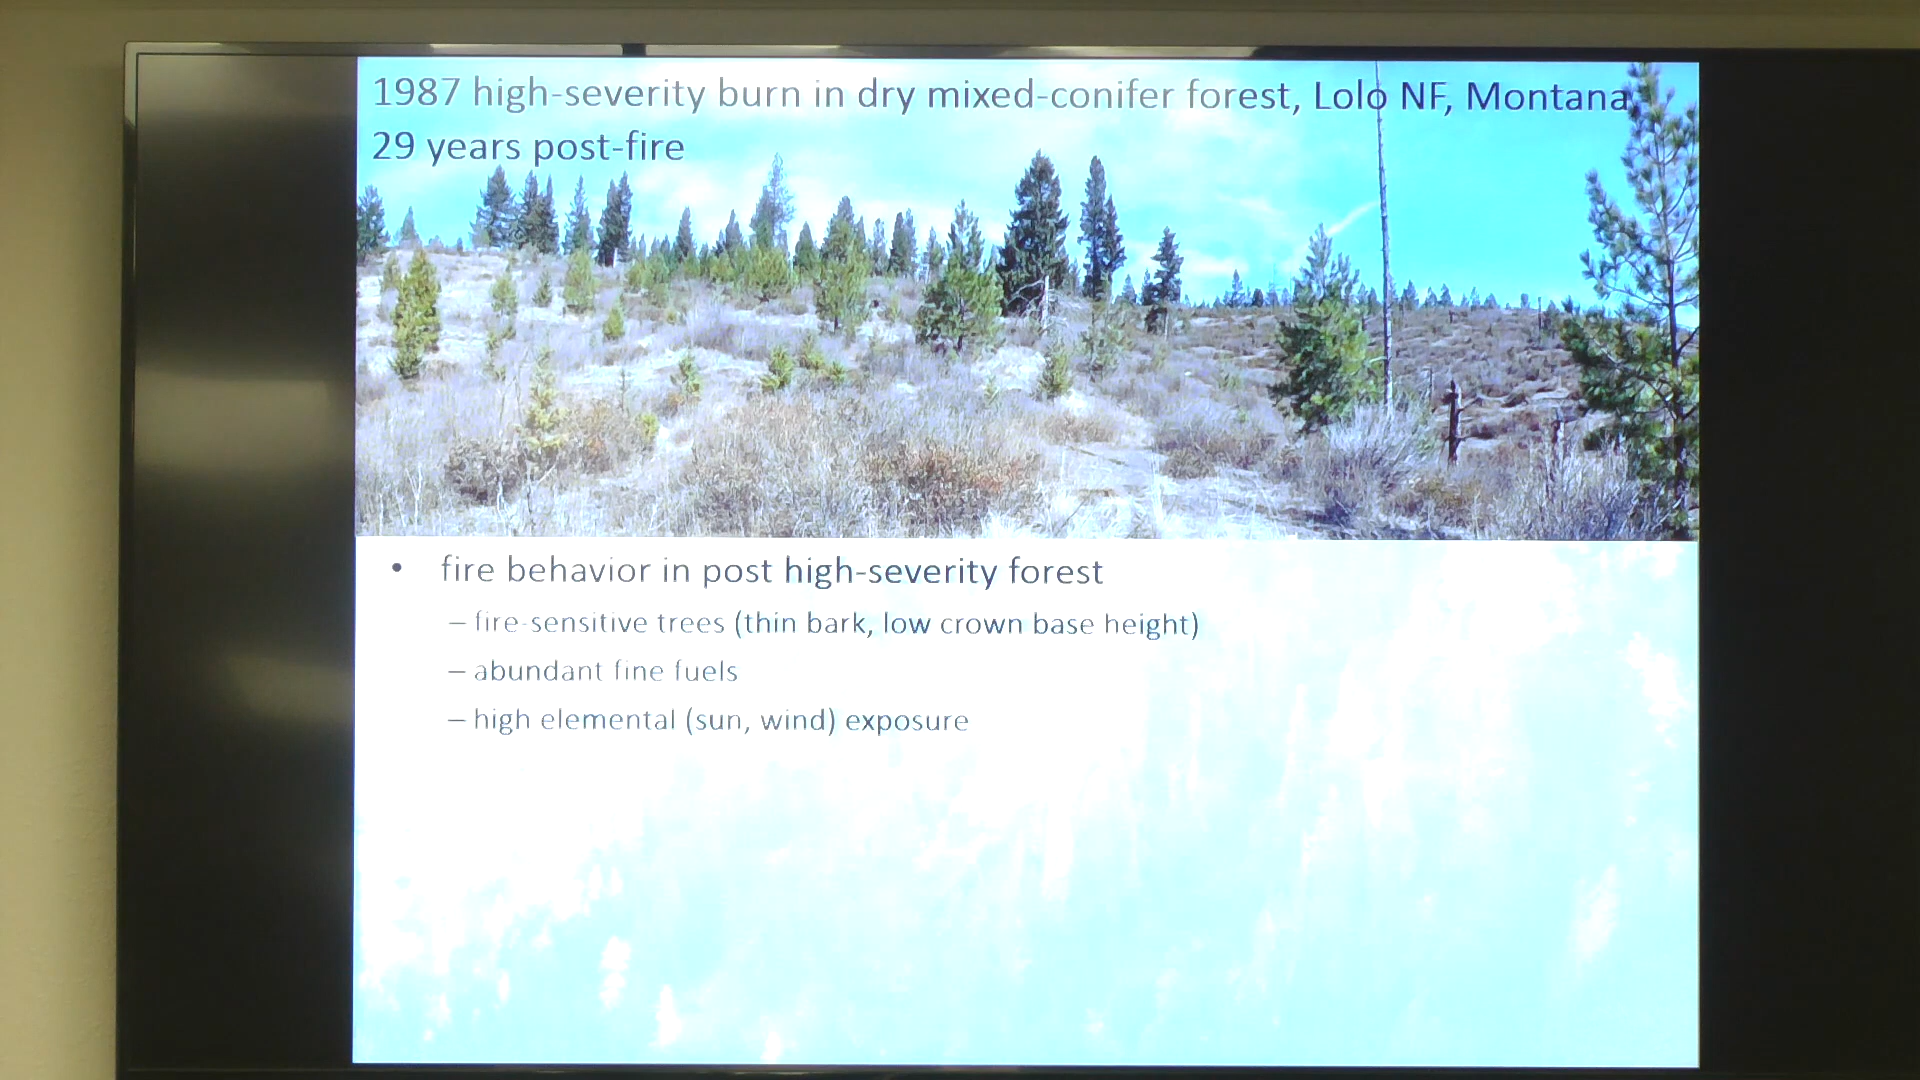 1987 high-severity burn in dry mixed-conifer forest, Lolo NF, Montana,
29 years post-fire
• fire behavior in post high-severity forest
– fire-sensitive trees (thin bark, low crown base height)
– abundant fine fuels
– high elemental (sun, wind) exposure